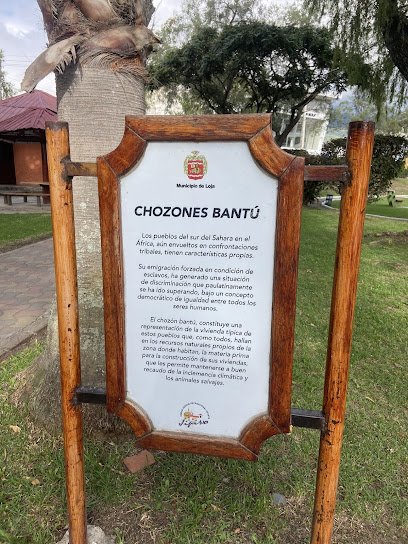 Municipio de Loja
CHOZONES BANTÚ
Los pueblos del sur del Sahara en el
África, aún envueltos en confrontaciones
tribales, tienen características propias.
Su emigración forzada en condición de
esclavos, ha generado una situación
de discriminación que paulatinamente
se ha ido superando, bajo un concepto
democrático de igualdad entre todos los
seres humanos.
El chozón bantú, constituye una
representación de la vivienda típica de
estos pueblos que, como todos, hallan
en los recursos naturales propios de la
zona donde habitan, la materia prima
para la construcción de sus viviendas,
que les permite mantenerse a buen
recaudo de la inclemencia climática y
los animales salvajes.